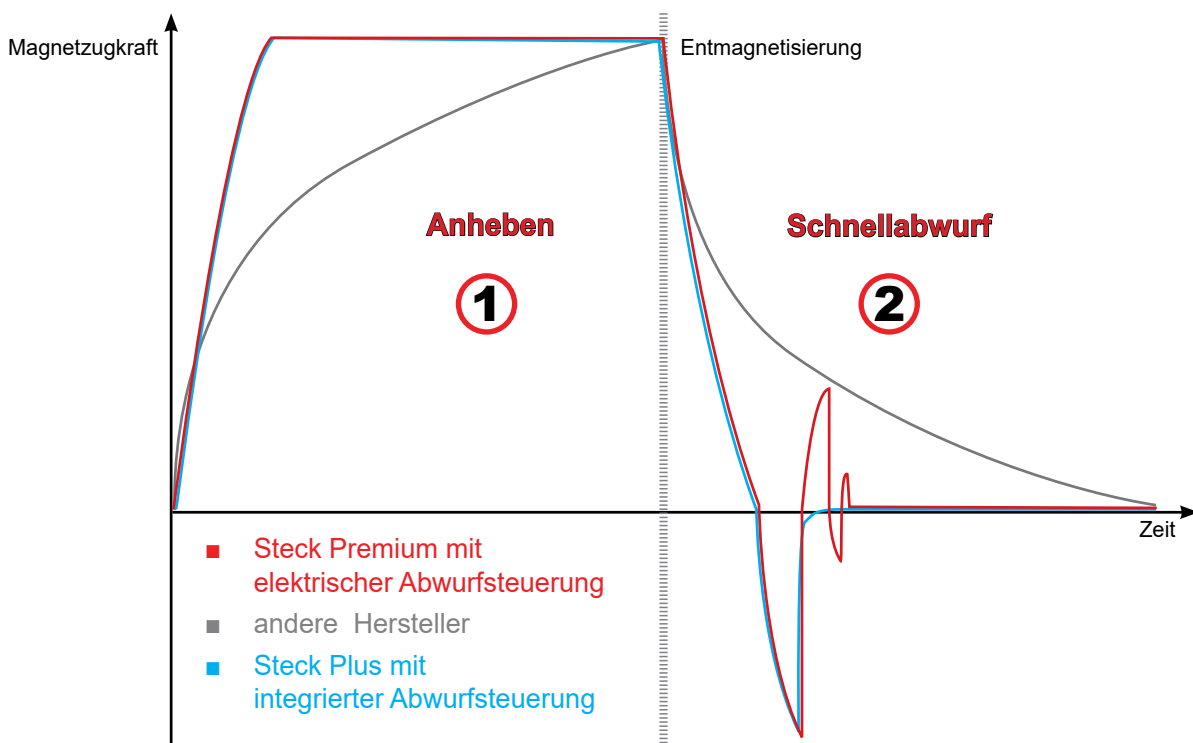 Magnetzugkraft
Entmagnetisierung
Anheben
Schnellabwurf
1
2
Zeit
Steck Premium mit
elektrischer Abwurfsteuerung
andere Hersteller
Steck Plus mit
integrierter Abwurfsteuerung